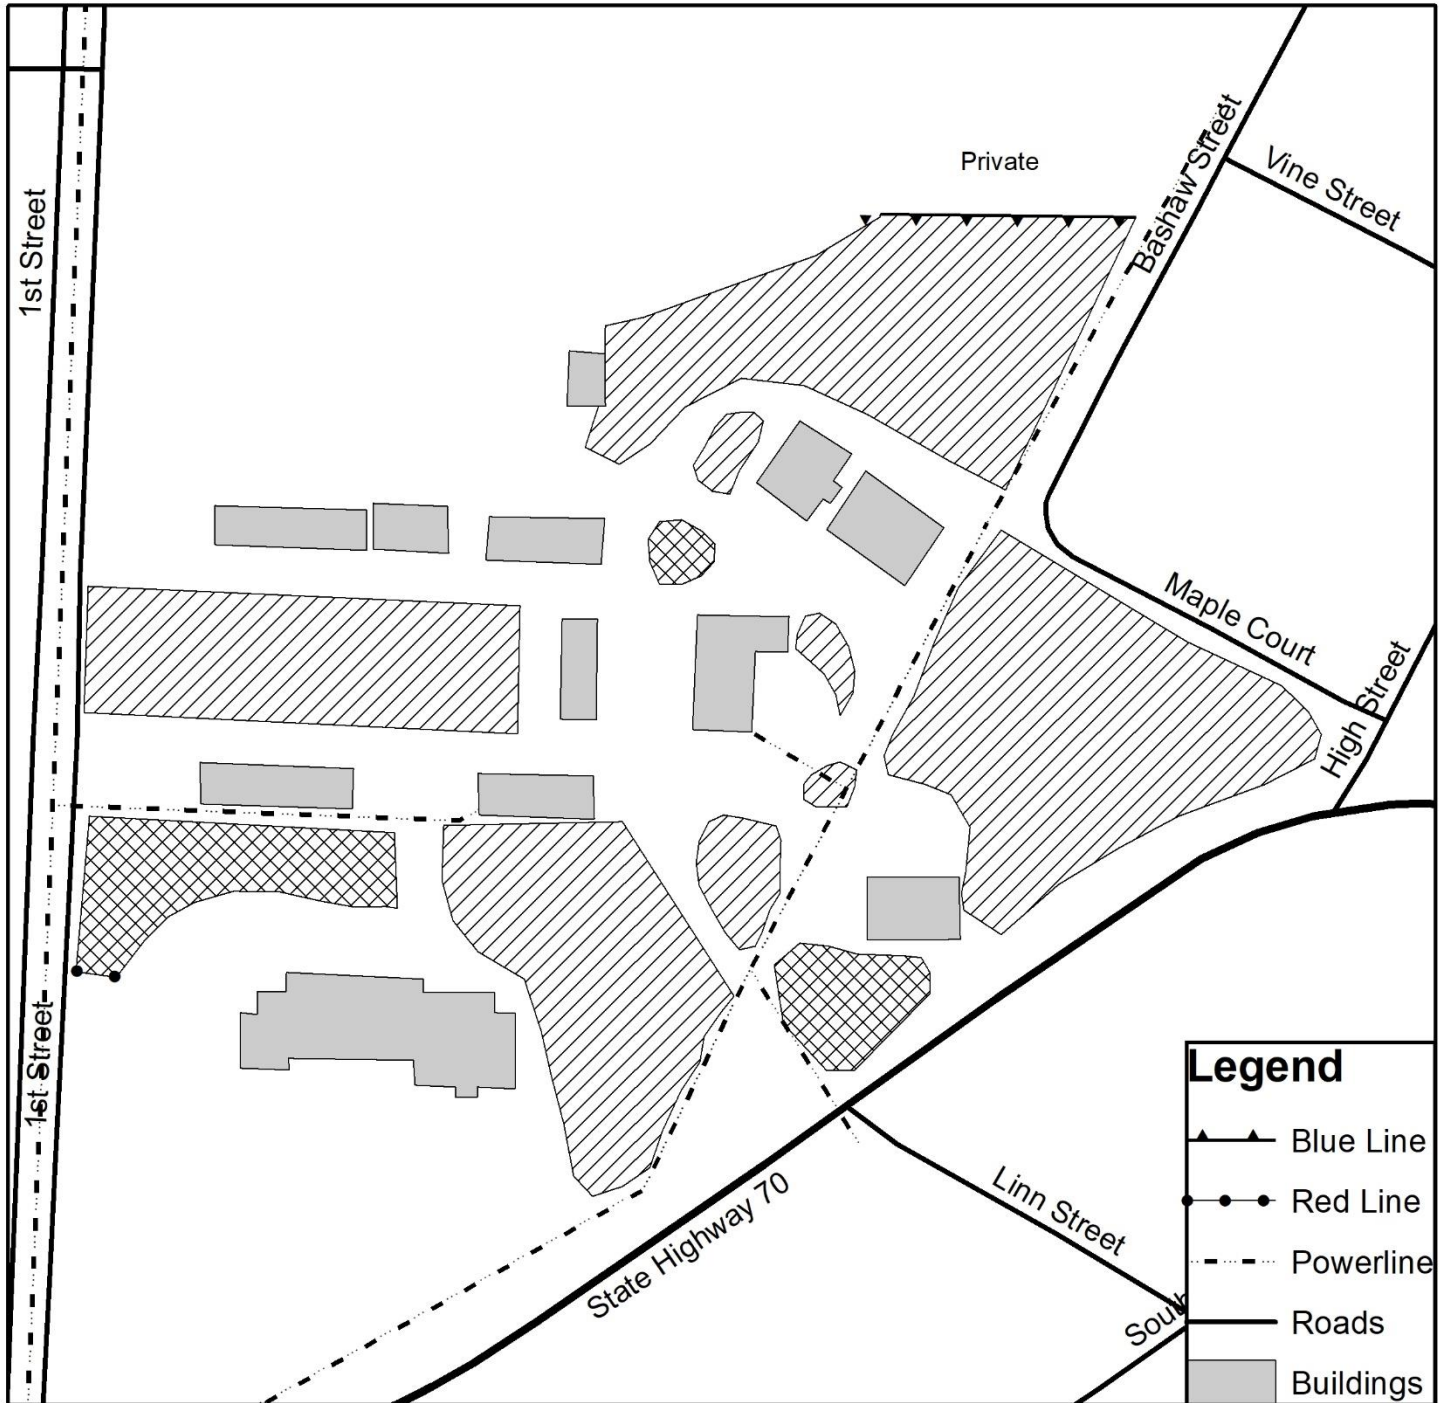 Private
Bashaw Street
Vine Street
1st Street
Maple Court
High Street
1st Street
Linn Street
State Highway 70
South
Legend
Blue Line
Red Line
Powerline
Roads
Buildings